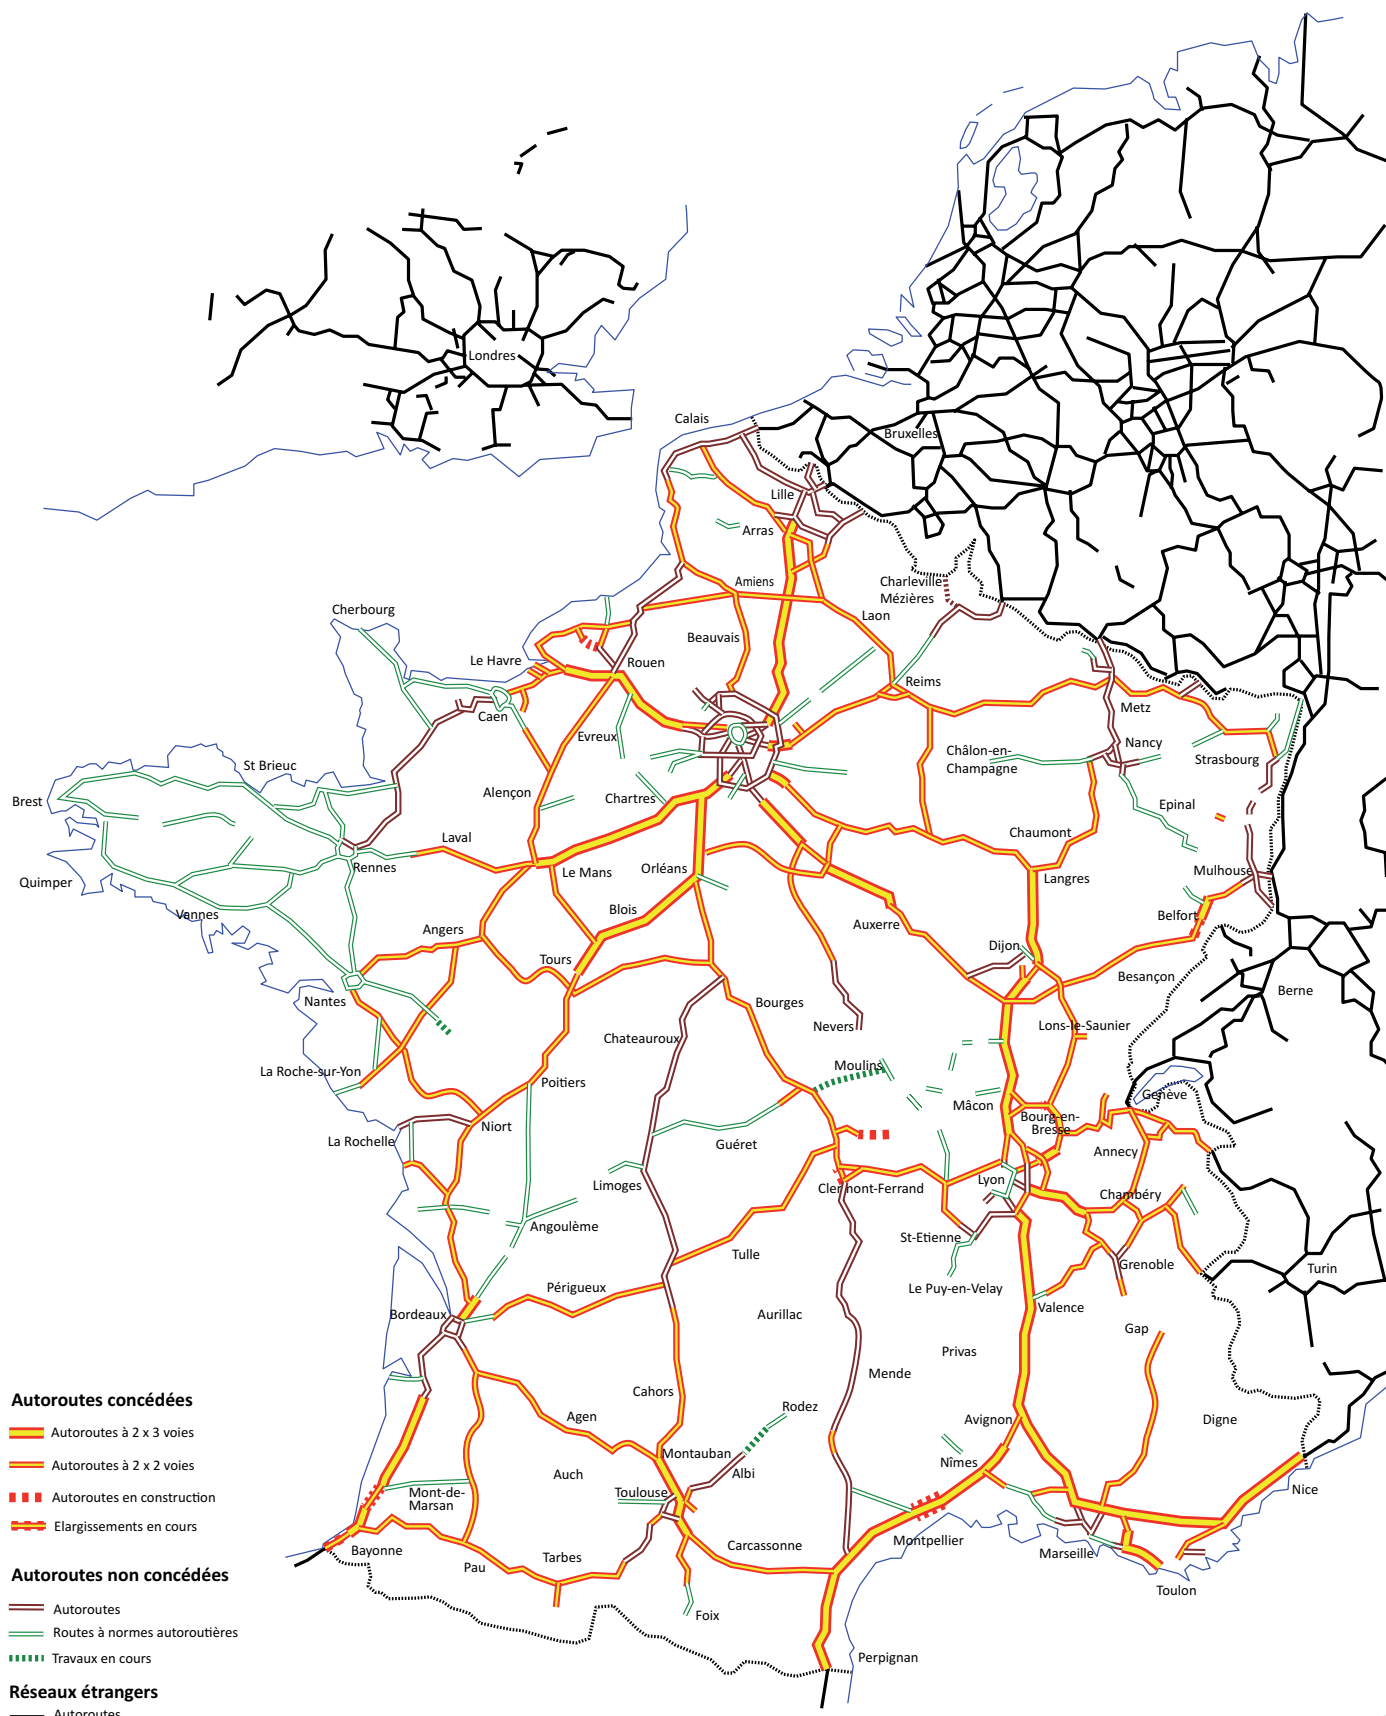 Londres
Calais
Bruxelles
Lille
Arras
Amiens
Charleville
Mézières
Cherbourg
Laon
Beauvais
Le Havre
Rouen
Reims
Caen
Metz
Evreux
Nancy
Châlon-en-
Champagne
Strasbourg
St Brieuc
Alençon
Chartres
Brest
Epinal
Laval
Chaumont
Rennes
Le Mans
Orléans
Mulhouse
Langres
Quimper
Blois
Vannes
Belfort
Auxerre
Angers
Dijon
Tours
Besançon
Berne
Nantes
Bourges
Nevers
Lons-le-Saunier
Chateauroux
Moulins
La Roche-sur-Yon
Poitiers
Genève
Mâcon
Bourg-en-
Bresse
Niort
La Rochelle
Guéret
Annecy
Limoges
Clermont-Ferrand
Lyon
Chambéry
Angoulême
St-Etienne
Tulle
Grenoble
Turin
Périgueux
Le Puy-en-Velay
Valence
Bordeaux
Aurillac
Gap
Privas
Mende
Cahors
Rodez
Agen
Avignon
Digne
Montauban
Nîmes
Albi
Auch
Toulouse
Mont-de-
Marsan
Nice
Montpellier
Carcassonne
Bayonne
Marseille
Tarbes
Pau
Toulon
Foix
Perpignan
Autoroutes concédées
Autoroutes à 2 x 3 voies
Autoroutes à 2 x 2 voies
Autoroutes en construction
Elargissements en cours
Autoroutes non concédées
Autoroutes
Routes à normes autoroutières
Travaux en cours
Réseaux étrangers
Autoroutes